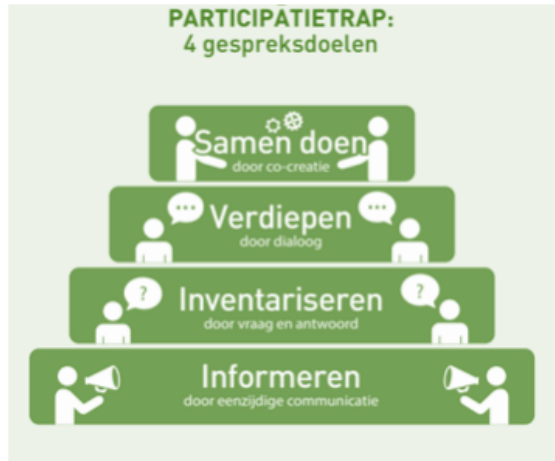 PARTICIPATIETRAP:
4 gespreksdoelen
Samen doen
door co-creatie
...
...
Verdiepen
door dialoog
?
?
Inventariseren
door vraag en antwoord
Informeren
door eenzijdige communicatie